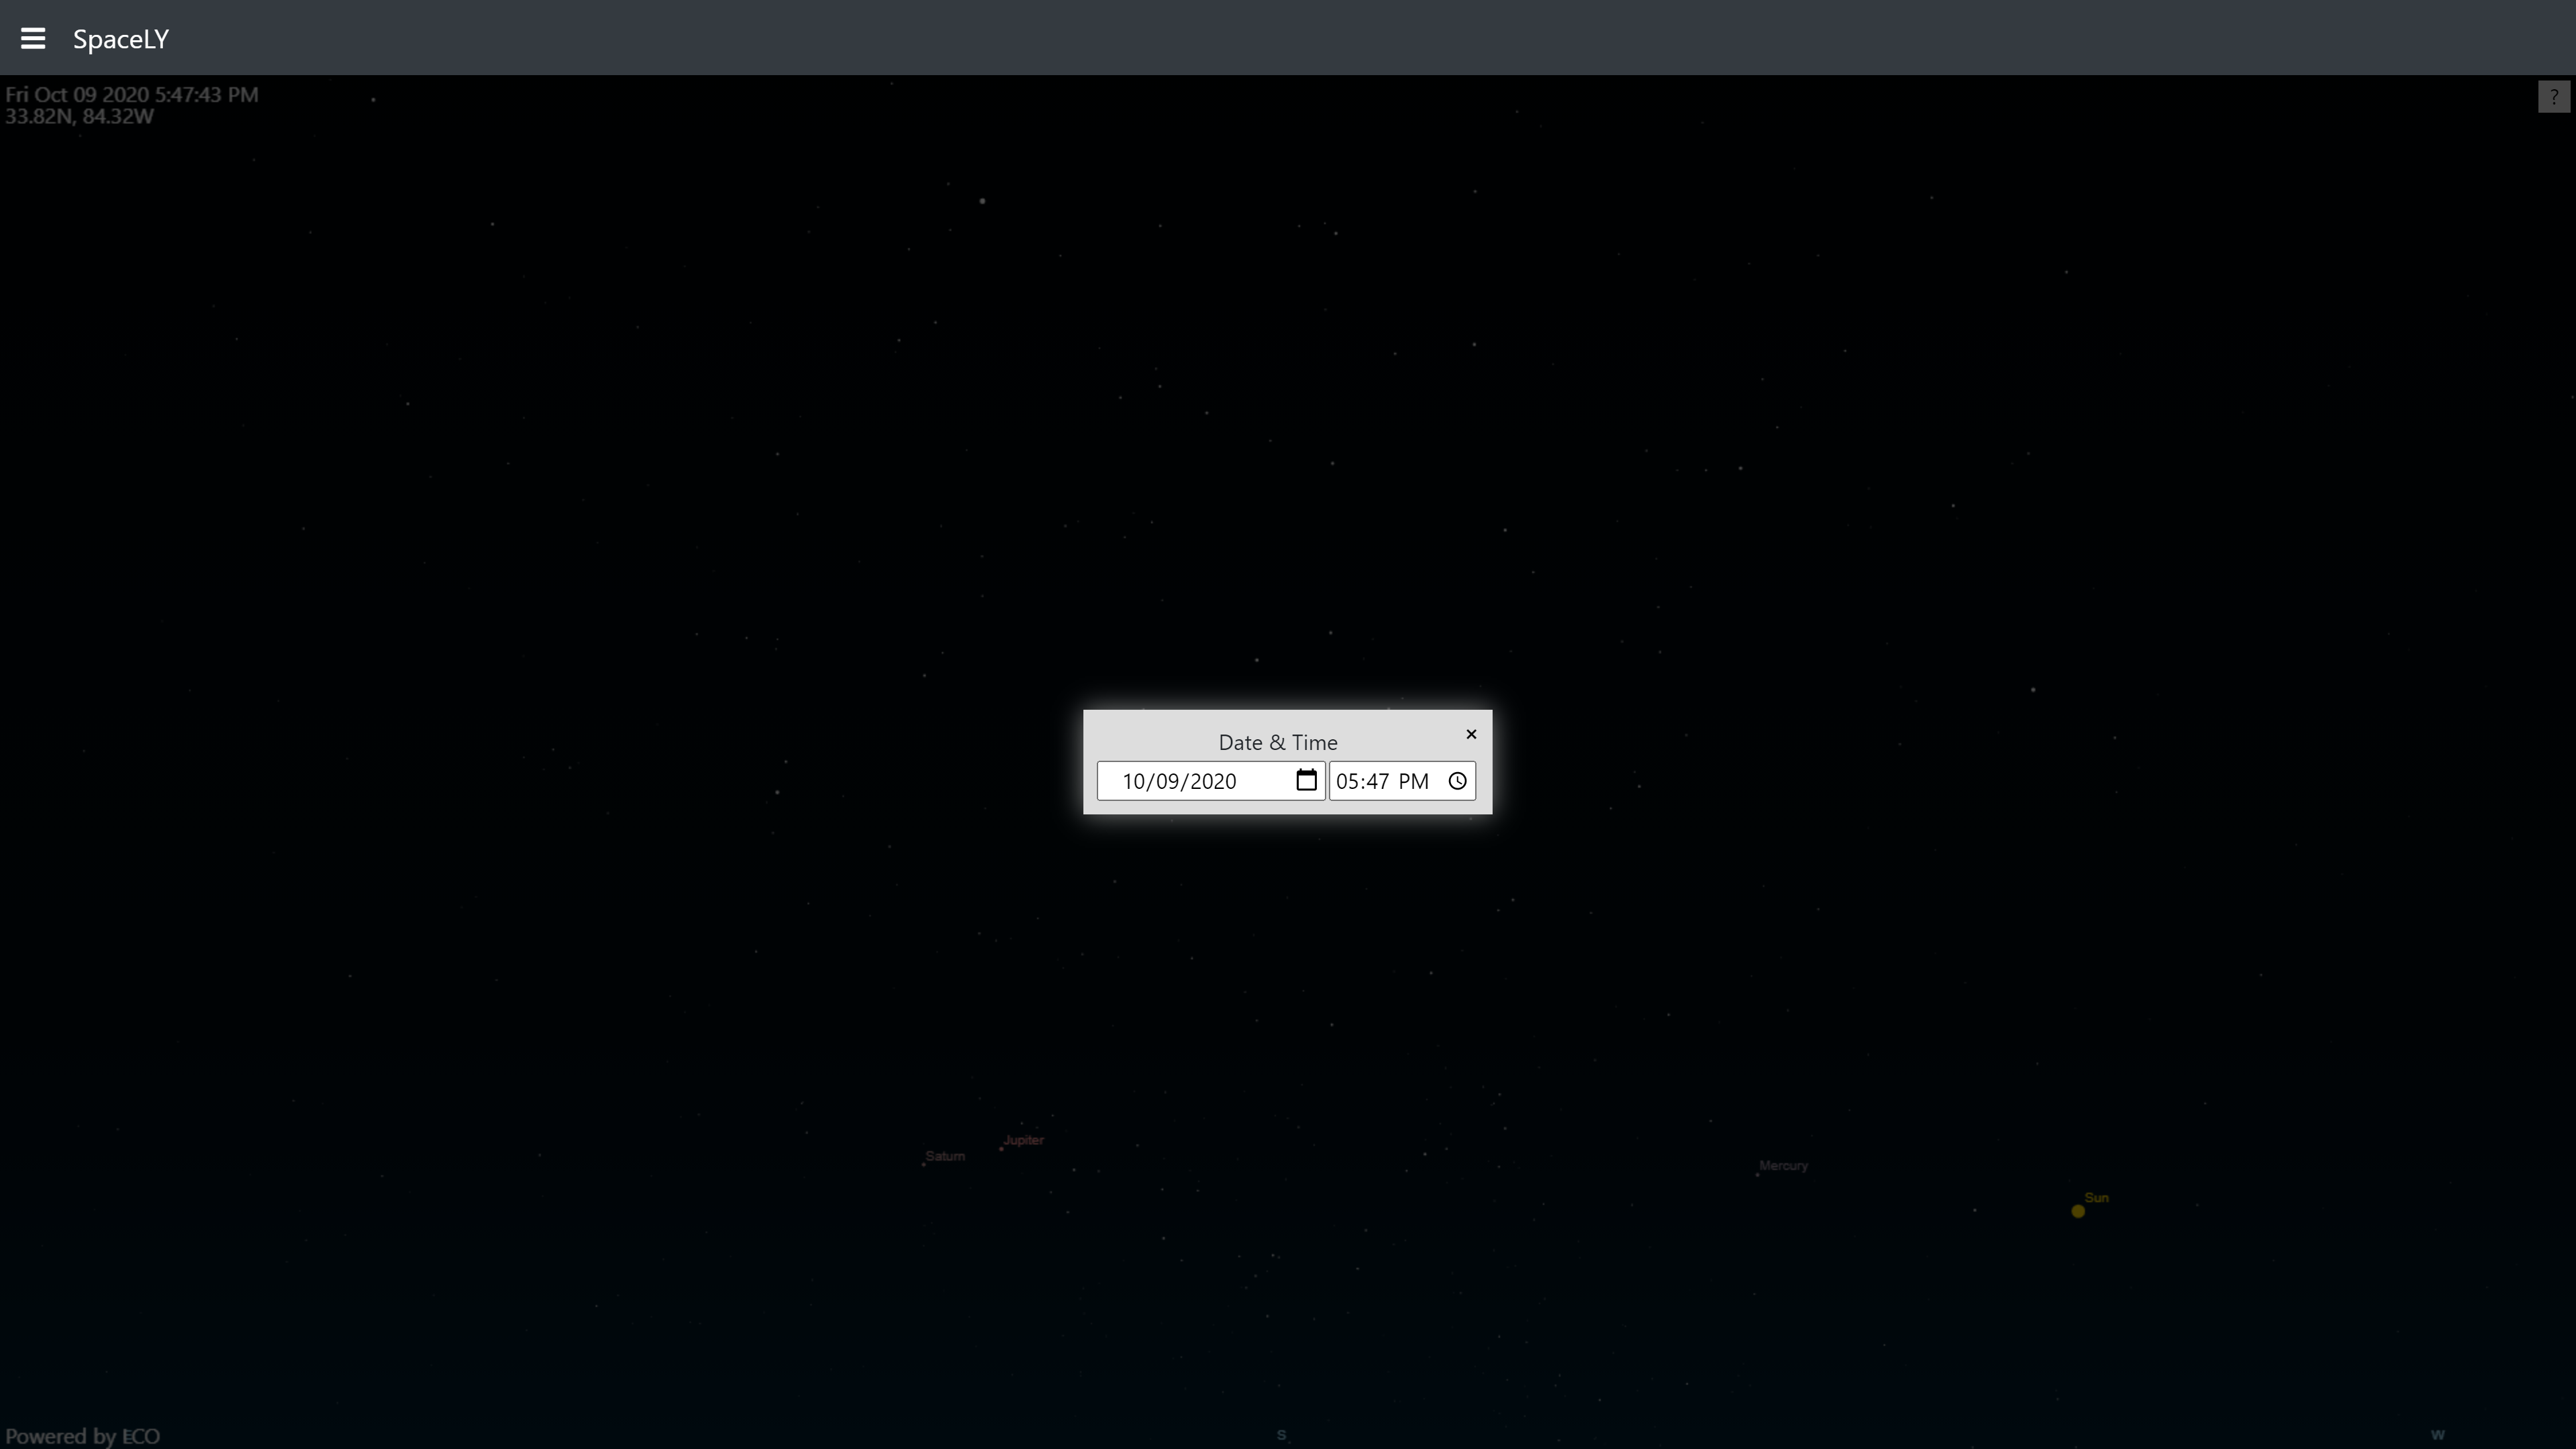 SpaceLY
Fri Oct 09 2020 5:47:43 PM
33.82N, 84.32W
?
Date & Time
×
10/09/2020
05:47 PM
Jupiter
Saturn
Mercury
Sun
Powered by ECO
S
W